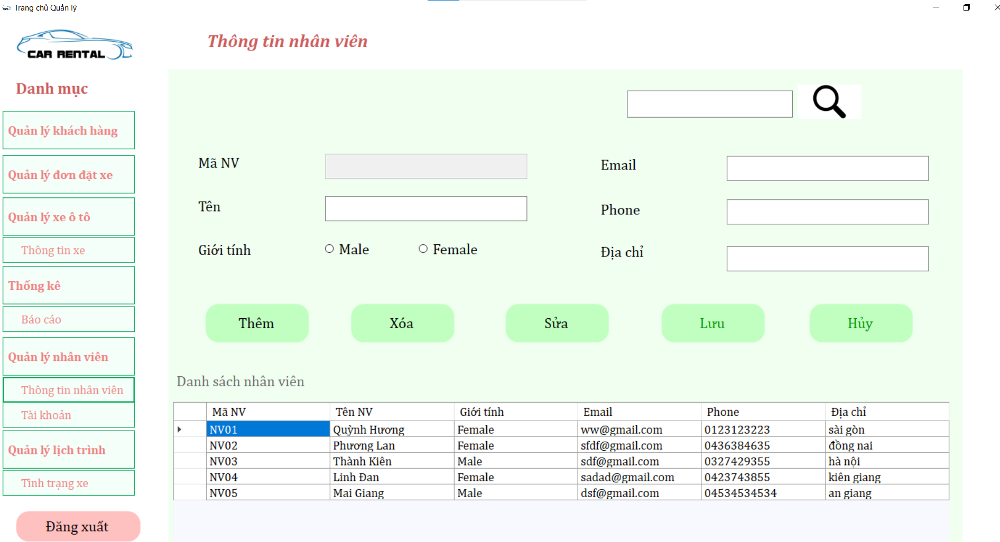 Trang chủ Quản lý
CAR RENTAL
Thông tin nhân viên
Danh mục
Quản lý khách hàng
Quản lý đơn đặt xe
Quản lý xe ô tô
Thông tin xe
Thống kê
Báo cáo
Quản lý nhân viên
Thông tin nhân viên
Tài khoản
Quản lý lịch trình
Tình trạng xe
Đăng xuất
Mã NV
Email
Tên
Phone
Giới tính Male Female
Địa chỉ
Thêm Xóa Sửa Lưu Hủy
Danh sách nhân viên
Mã NV Tên NV Giới tính Email Phone Địa chỉ
NV01 Quỳnh Hương Female ww@gmail.com 0123123223 sài gòn
NV02 Phương Lan Female sfdf@gmail.com 0436384635 đồng nai
NV03 Thành Kiên Male sdf@gmail.com 0327429355 hà nội
NV04 Linh Đan Female sadad@gmail.com 0423743855 kiên giang
NV05 Mai Giang Male dsf@gmail.com 04534534534 an giang